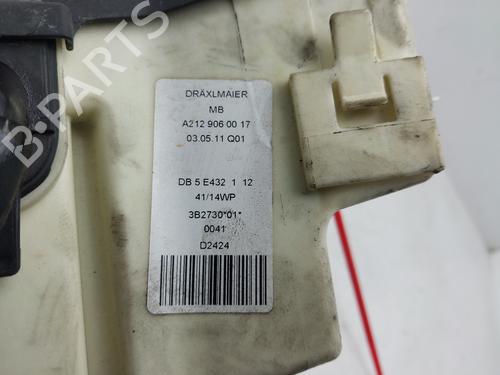 B-PARTS
DRÄXLMAIER
MB
A212 906 00 17
03.05.11 Q01
DB 5 E432 1 12
41/14WP
3B2730*01*
0041
D2424